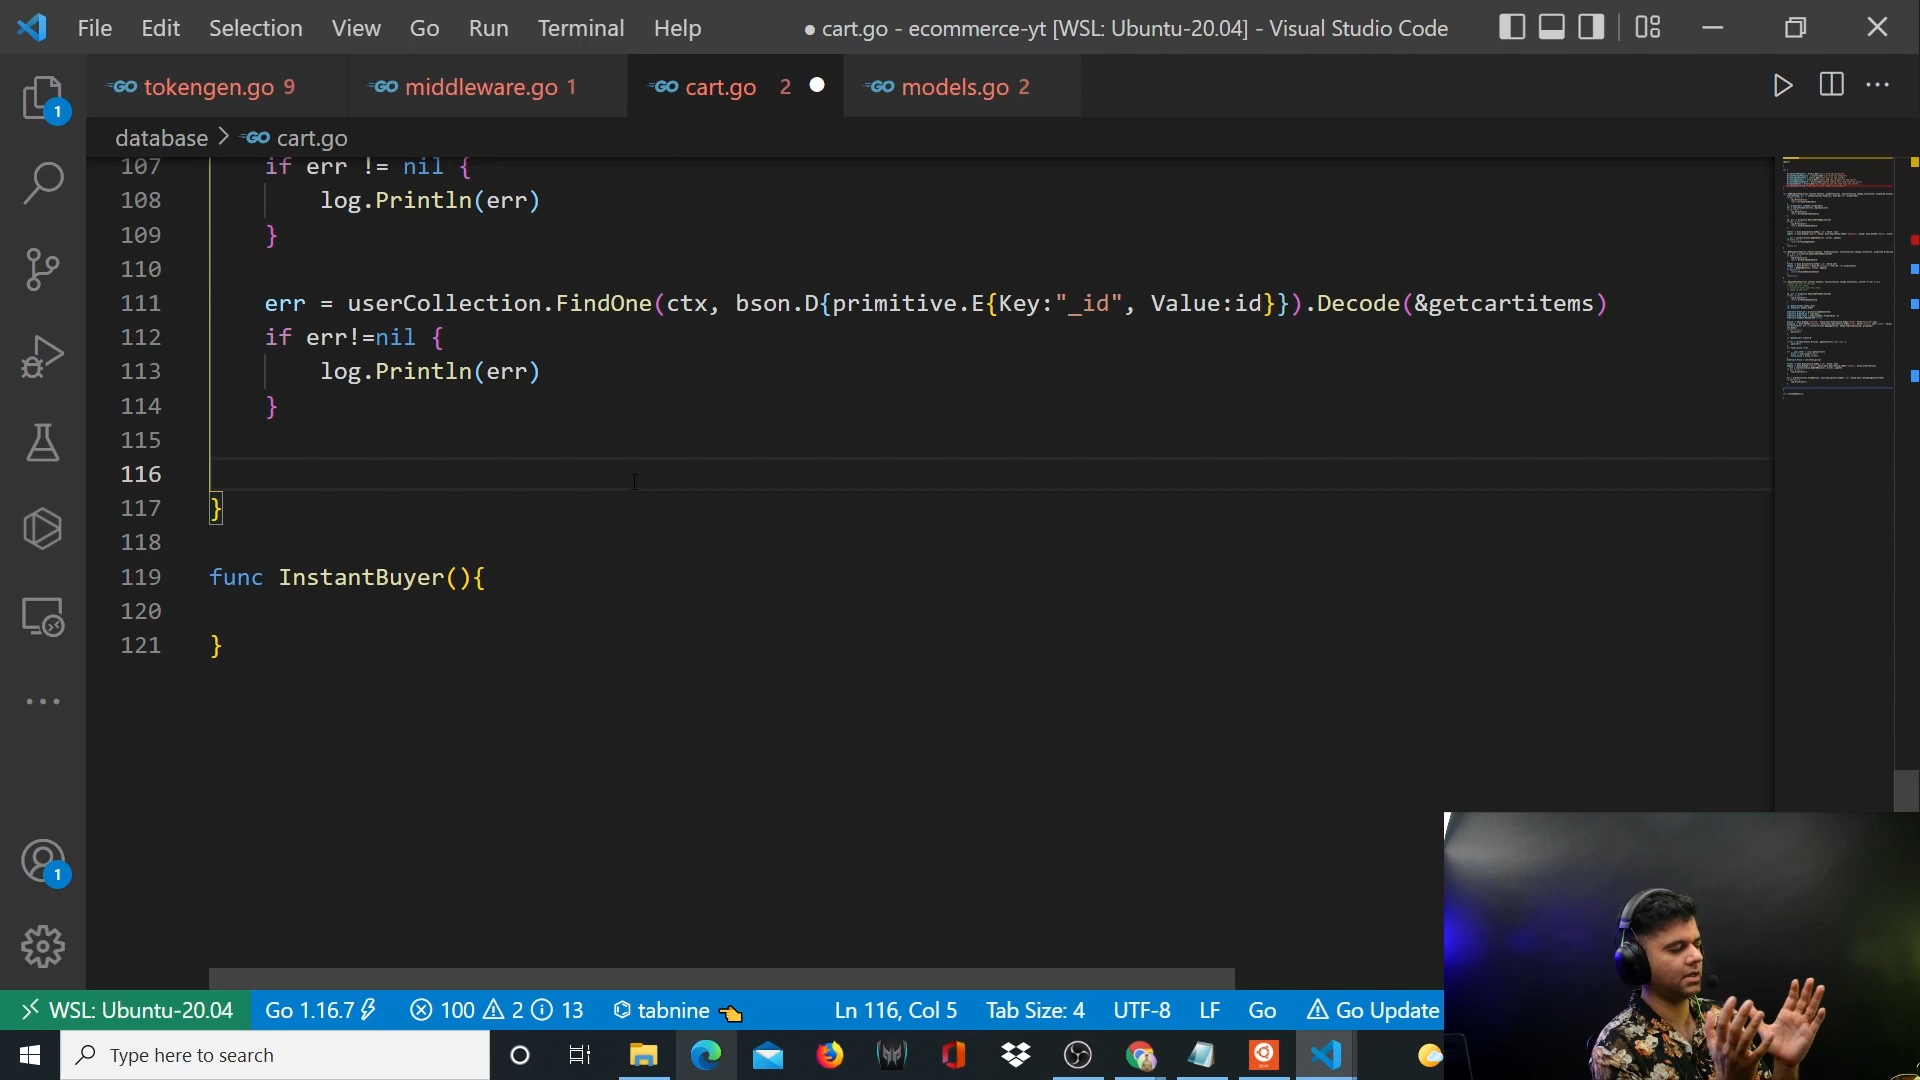 File Edit Selection View Go Run Terminal Help
● cart.go - ecommerce-yt [WSL: Ubuntu-20.04] - Visual Studio Code
tokengen.go 9
middleware.go 1
cart.go 2
models.go 2
database > cart.go
107 if err != nil {
108 log.Println(err)
109 }
110
111 err = userCollection.FindOne(ctx, bson.D{primitive.E{Key:"_id", Value:id}}).Decode(&getcartitems)
112 if err!=nil {
113 log.Println(err)
114 }
115
116
117 }
118
119 func InstantBuyer(){
120
121 }
1
1
WSL: Ubuntu-20.04 Go 1.16.7 100 2 13 tabnine Ln 116, Col 5 Tab Size: 4 UTF-8 LF Go Go Update
Type here to search